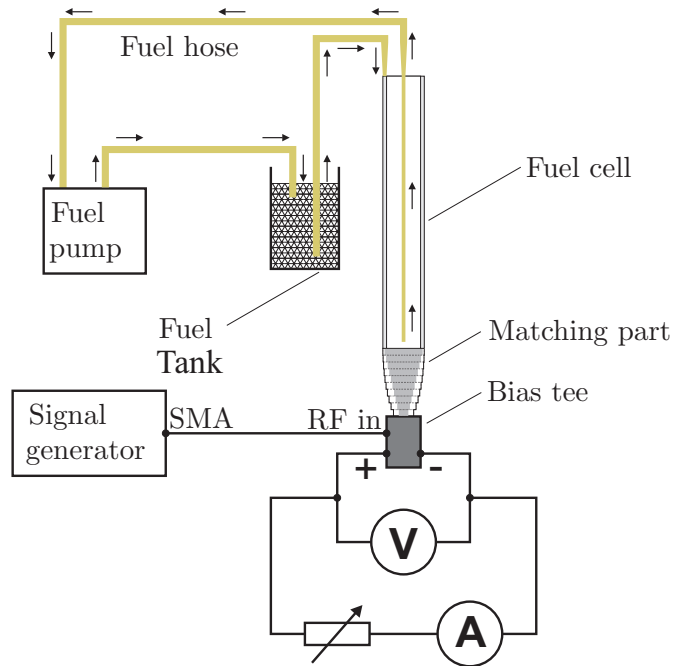 Fuel hose
Fuel cell
Fuel
pump
Fuel
Tank
Matching part
Bias tee
Signal
generator
SMA
RF in
+
-
V
A